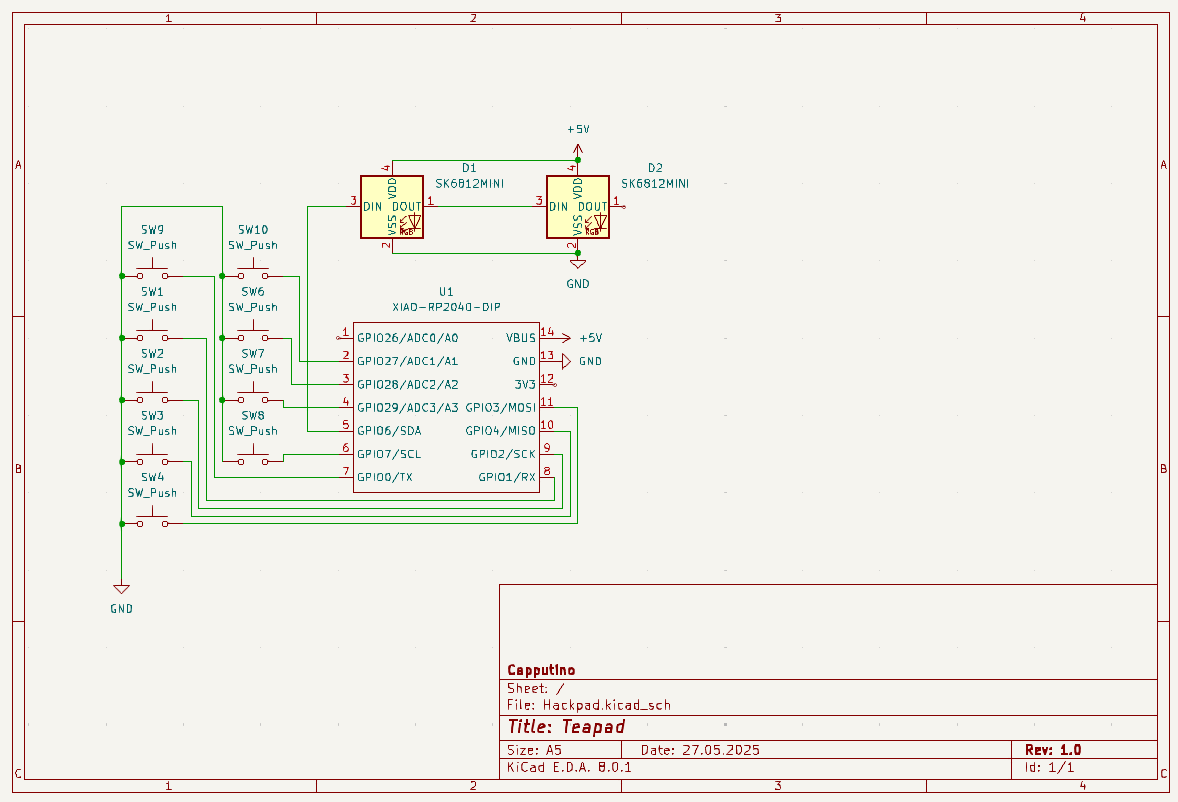 1 2 3 4
A A
+5V
D1
SK6812MINI
D2
SK6812MINI
4 VDD
3 DIN DOUT 1
VSS RGB
2
4 VDD
3 DIN DOUT 1
VSS RGB
2
GND
SW9
SW_Push
SW10
SW_Push
SW1
SW_Push
SW6
SW_Push
SW2
SW_Push
SW7
SW_Push
SW3
SW_Push
SW8
SW_Push
SW4
SW_Push
GND
U1
XIAO-RP2040-DIP
1 GPIO26/ADC0/A0 VBUS 14 +5V
2 GPIO27/ADC1/A1 GND 13 GND
3 GPIO28/ADC2/A2 3V3 12
4 GPIO29/ADC3/A3 GPIO3/MOSI 11
5 GPIO6/SDA GPIO4/MISO 10
6 GPIO7/SCL GPIO2/SCK 9
7 GPIO0/TX GPIO1/RX 8
B B
Capputino
Sheet: /
File: Hackpad.kicad_sch
Title: Teapad
Size: A5 Date: 27.05.2025 Rev: 1.0
KiCad E.D.A. 8.0.1 Id: 1/1
C C
1 2 3 4